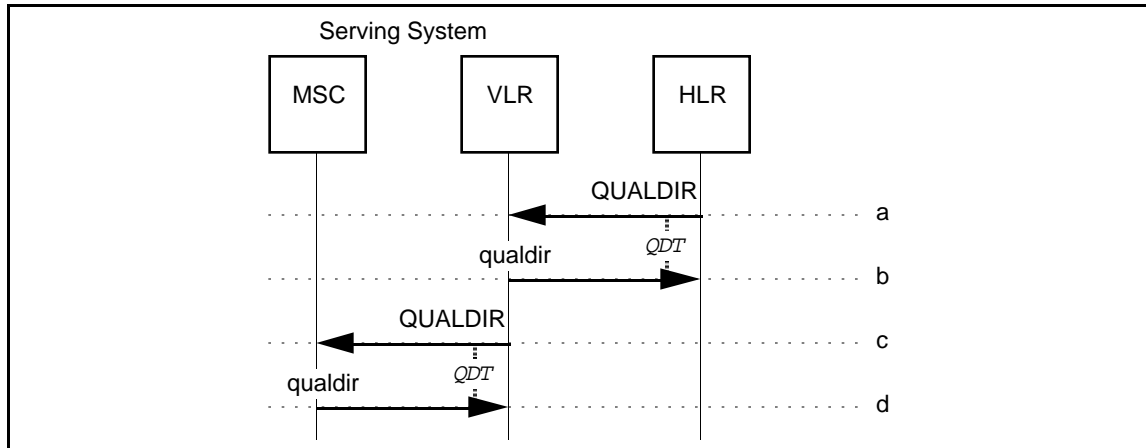 Serving System
MSC
VLR
HLR
QUALDIR
a
QDT
qualdir
b
QUALDIR
c
QDT
qualdir
d